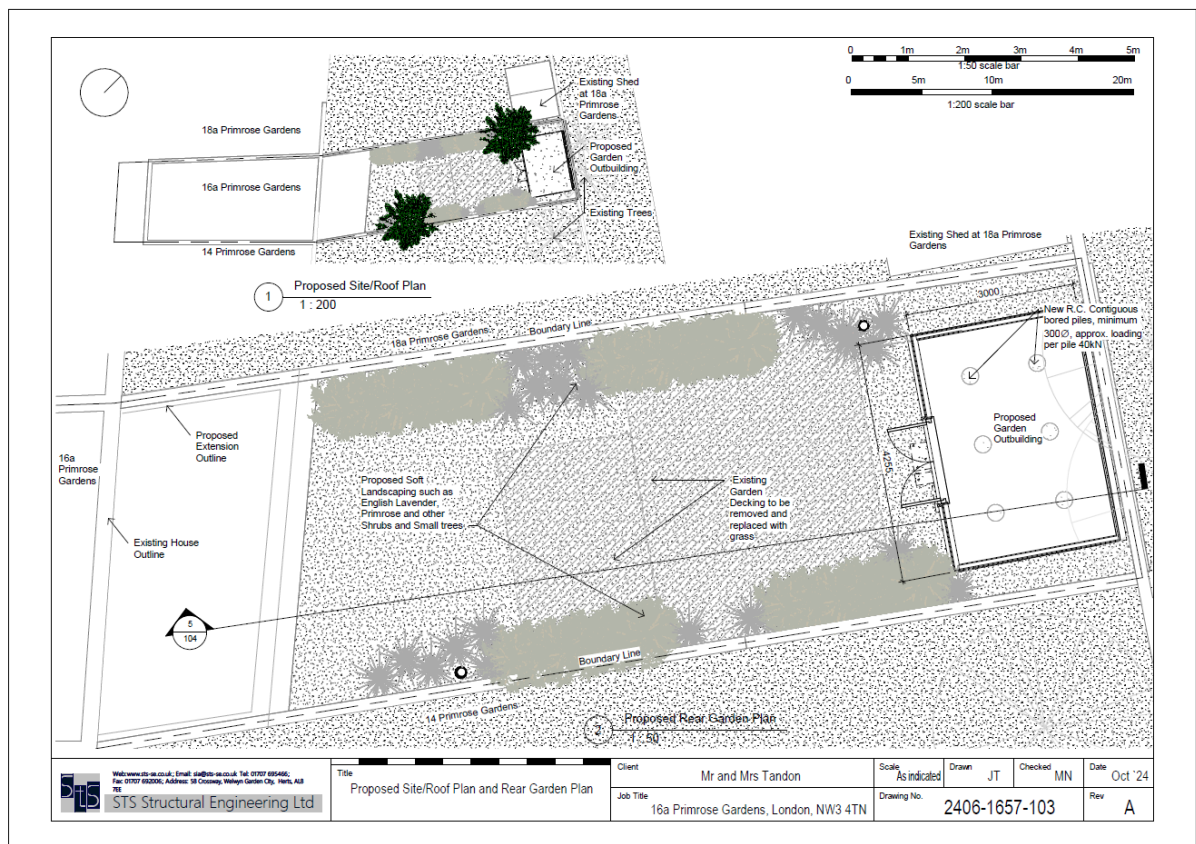 0 1m 2m 3m 4m 5m
1:50 scale bar
0 5m 10m 20m
1:200 scale bar
Existing Shed
at 18a
Primrose
Gardens
18a Primrose Gardens
Proposed
Garden
Outbuilding
16a Primrose Gardens
Existing Trees
14 Primrose Gardens
Existing Shed at 18a Primrose
Gardens
1
Proposed Site/Roof Plan
1 : 200
3000
New R.C. Contiguous
bored piles, minimum
300∅, approx. loading
per pile 40kN
18a Primrose Gardens
Boundary Line
Proposed
Extension
Outline
16a
Primrose
Gardens
Proposed
Garden
Outbuilding
4255
Proposed Soft
Landscaping such as
English Lavender,
Primrose and other
Shrubs and Small trees
Existing
Garden
Decking to be
removed and
replaced with
grass
Existing House
Outline
5
104
Boundary Line
14 Primrose Gardens
2
Proposed Rear Garden Plan
1 : 50
StS
Web:www.sts-se.co.uk; Email: sia@sts-se.co.uk Tel: 01707 695466;
Fax: 01707 692006; Address: 58 Crossway, Welwyn Garden City, Herts, AL8
7EE
STS Structural Engineering Ltd
Title
Proposed Site/Roof Plan and Rear Garden Plan
Client
Mr and Mrs Tandon
Job Title
16a Primrose Gardens, London, NW3 4TN
Scale
As indicated
Drawn
JT
Checked
MN
Date
Oct `24
Drawing No.
2406-1657-103
Rev
A